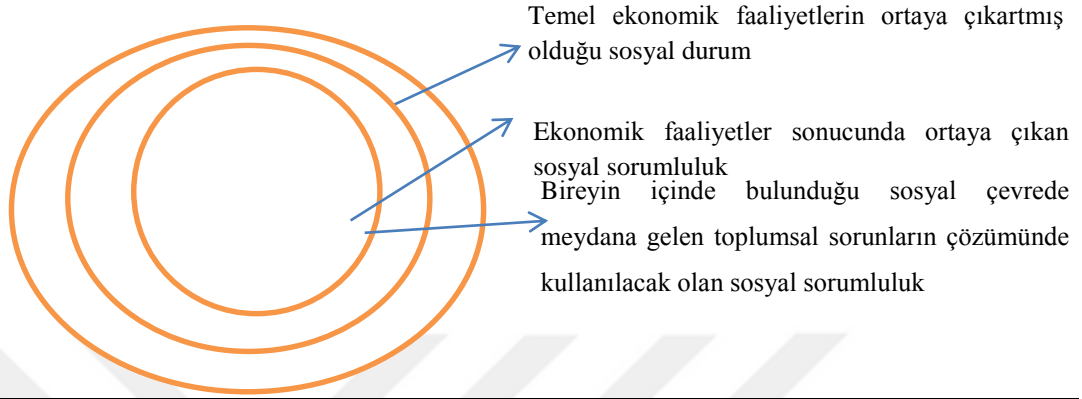 Temel ekonomik faaliyetlerin ortaya çıkartmış
olduğu sosyal durum
Ekonomik faaliyetler sonucunda ortaya çıkan
sosyal sorumluluk
Bireyin içinde bulunduğu sosyal çevrede
meydana gelen toplumsal sorunların çözümünde
kullanılacak olan sosyal sorumluluk